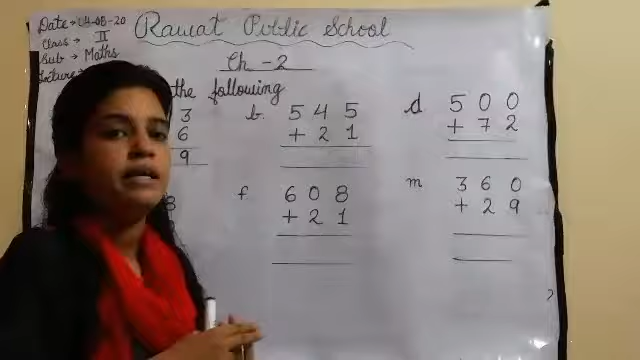 Date → 04-08-20
Rawat Public School
Class → II
Sub → Maths
Lecture →
Ch - 2
the following
3
6
9
b. 5 4 5
+ 2 1
d 5 0 0
+ 7 2
8
f. 6 0 8
+ 2 1
m 3 6 0
+ 2 9